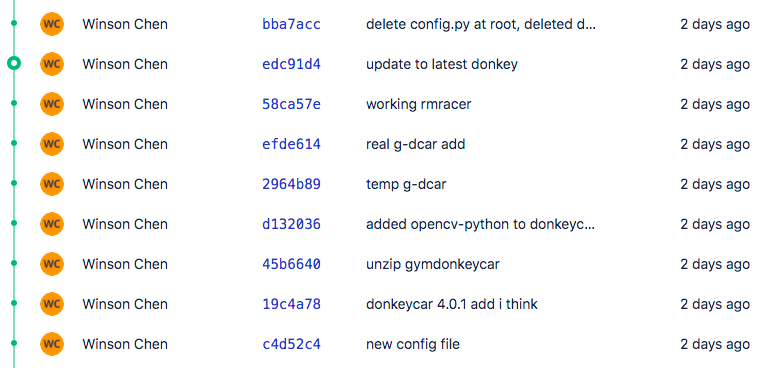 WC Winson Chen bba7acc delete config.py at root, deleted d... 2 days ago
WC Winson Chen edc91d4 update to latest donkey 2 days ago
WC Winson Chen 58ca57e working rmracer 2 days ago
WC Winson Chen efde614 real g-dcar add 2 days ago
WC Winson Chen 2964b89 temp g-dcar 2 days ago
WC Winson Chen d132036 added opencv-python to donkeyc... 2 days ago
WC Winson Chen 45b6640 unzip gymdonkeycar 2 days ago
WC Winson Chen 19c4a78 donkeycar 4.0.1 add i think 2 days ago
WC Winson Chen c4d52c4 new config file 2 days ago